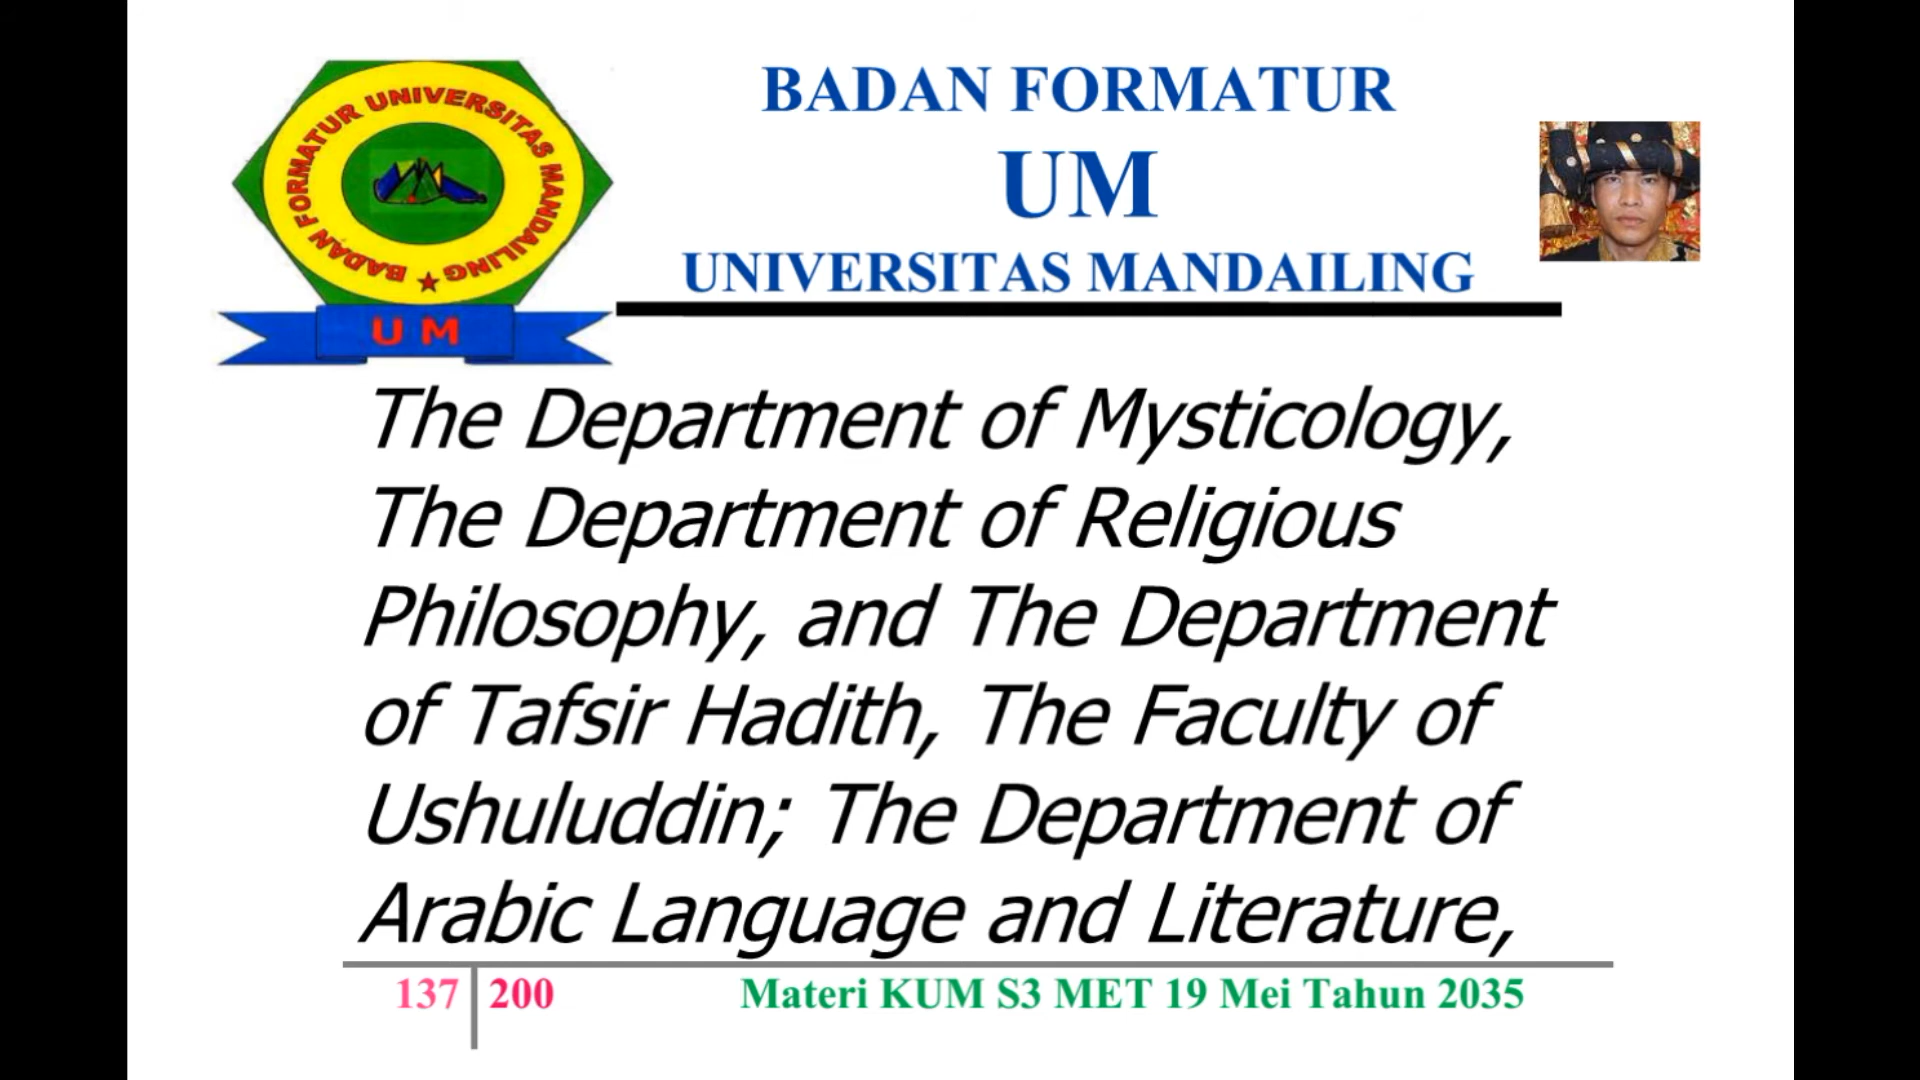 BADAN FORMATUR UNIVERSITAS MANDAILING
U M
BADAN FORMATUR
UM
UNIVERSITAS MANDAILING
The Department of Mysticology,
The Department of Religious
Philosophy, and The Department
of Tafsir Hadith, The Faculty of
Ushuluddin; The Department of
Arabic Language and Literature,
137 200 Materi KUM S3 MET 19 Mei Tahun 2035